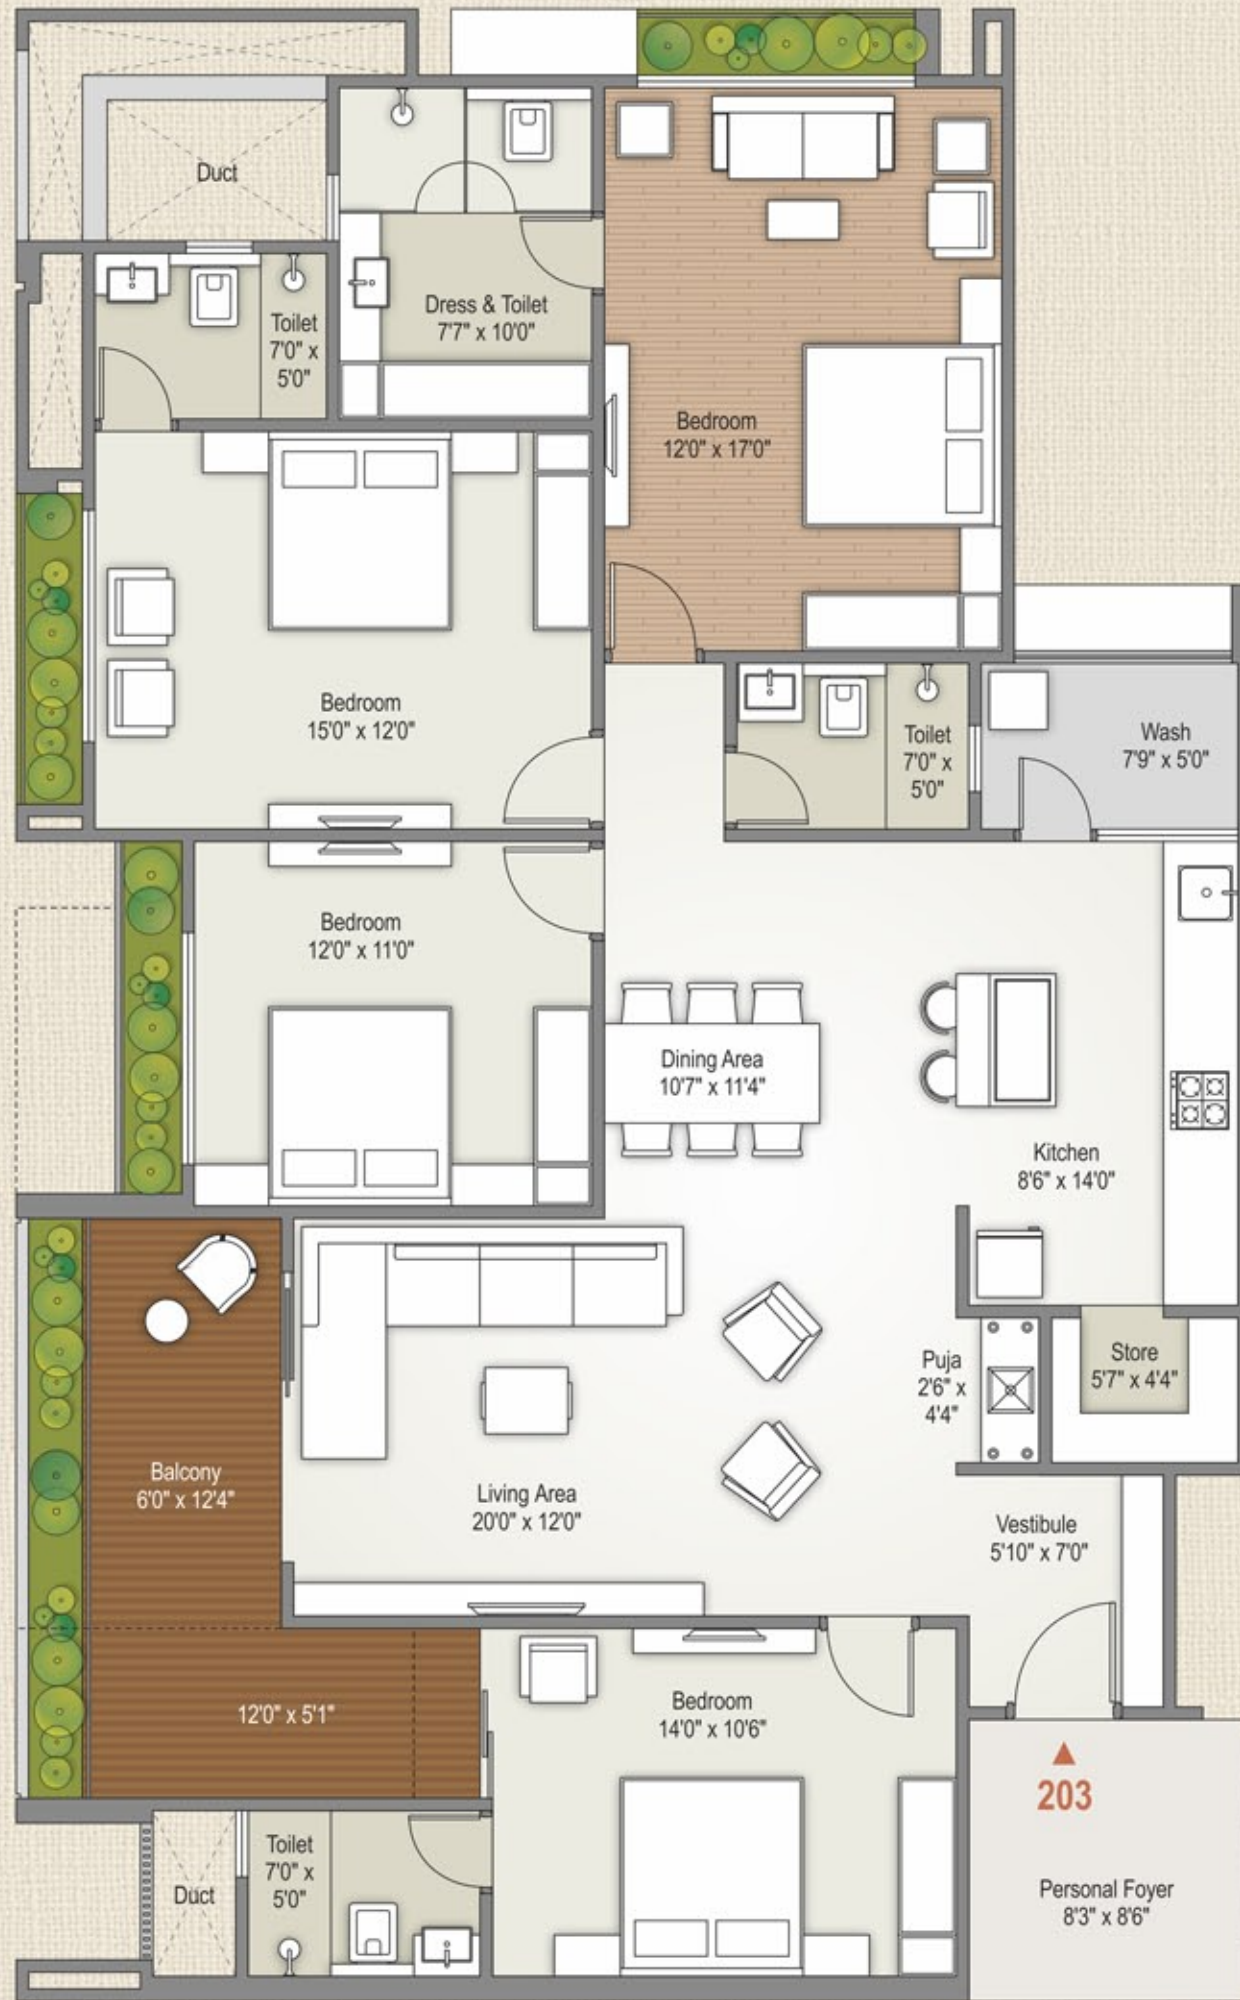 Duct
Dress & Toilet
7'7" x 10'0"
Toilet
7'0" x
5'0"
Bedroom
12'0" x 17'0"
Bedroom
15'0" x 12'0"
Toilet
7'0" x
5'0"
Wash
7'9" x 5'0"
Bedroom
12'0" x 11'0"
Dining Area
10'7" x 11'4"
Kitchen
8'6" x 14'0"
Puja
2'6" x
4'4"
Store
5'7" x 4'4"
Balcony
6'0" x 12'4"
Living Area
20'0" x 12'0"
Vestibule
5'10" x 7'0"
12'0" x 5'1"
Bedroom
14'0" x 10'6"
203
Toilet
7'0" x
5'0"
Duct
Personal Foyer
8'3" x 8'6"